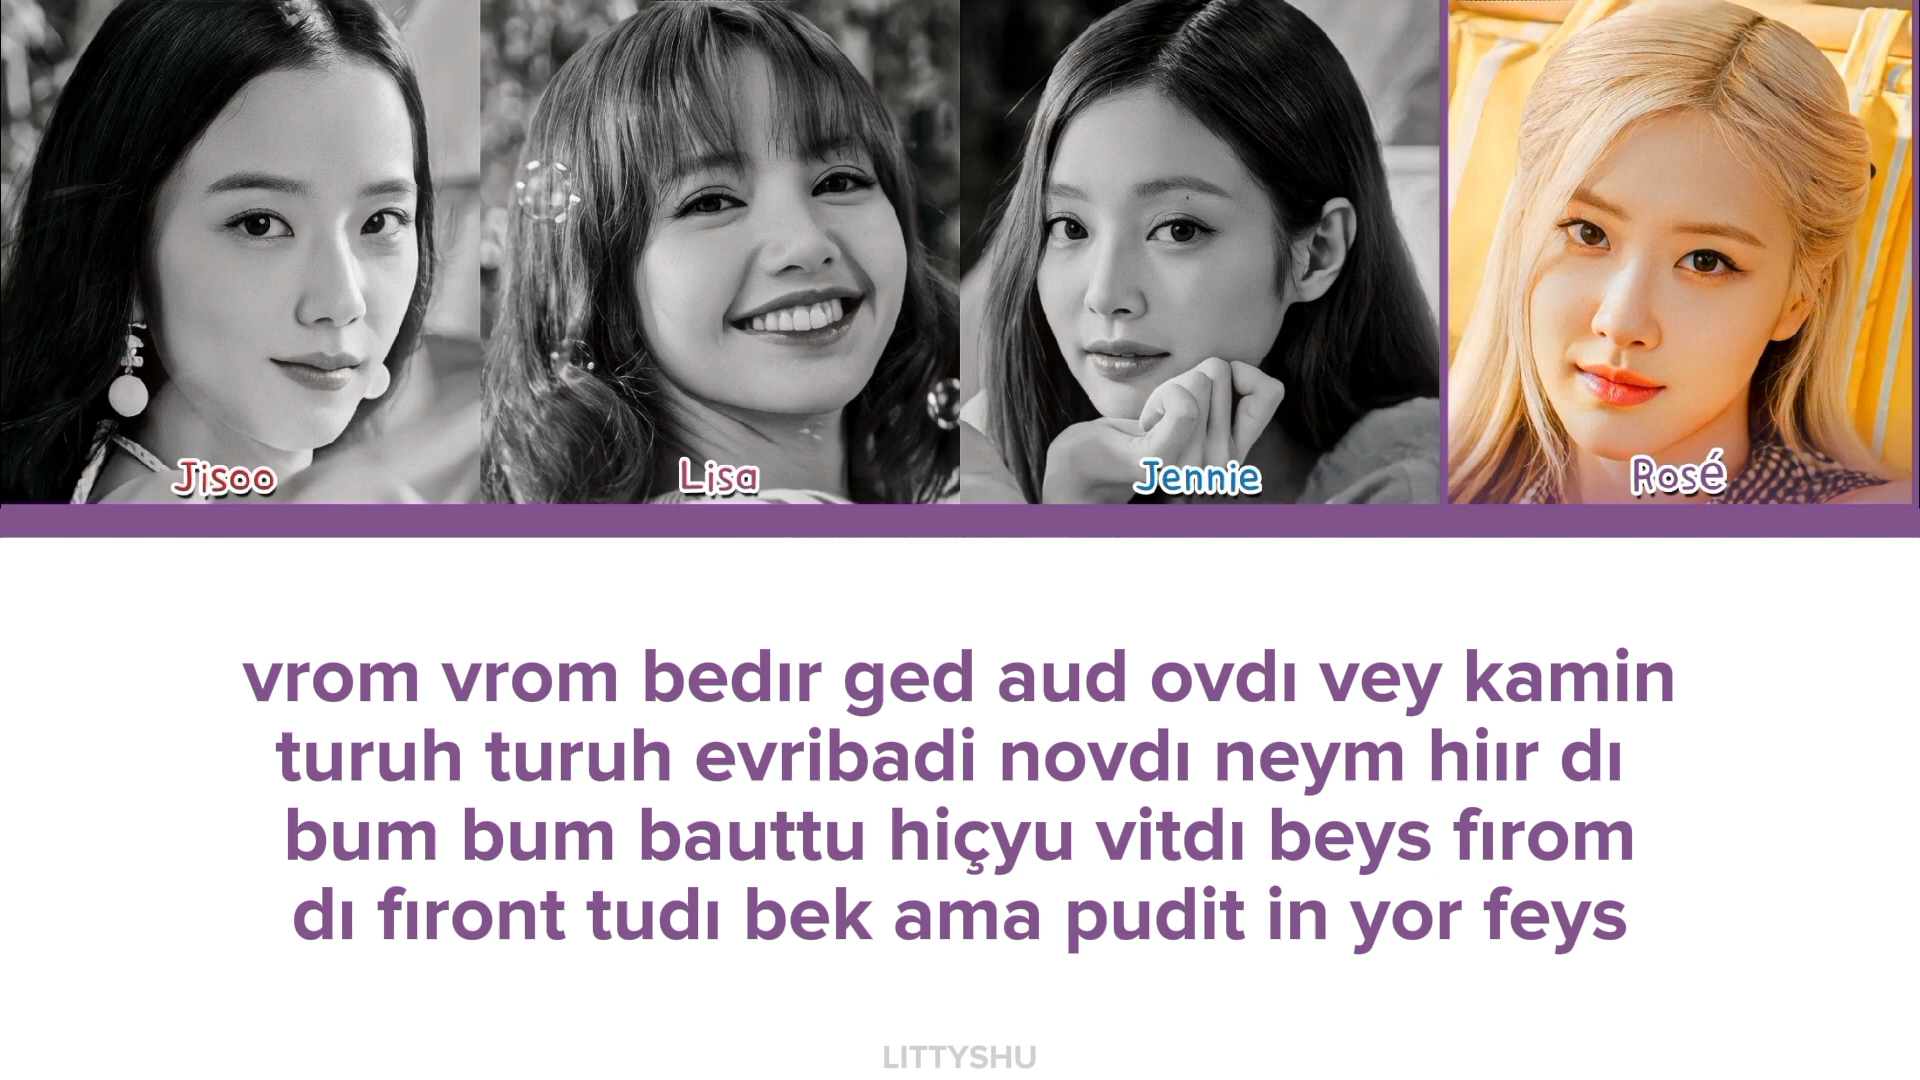 Jisoo
Lisa
Jennie
Rosé
vrom vrom bedır ged aud ovdı vey kamin
turuh turuh evribadi novdı neym hiır dı
bum bum bauttu hiçyu vitdı beys fırom
dı fıront tudı bek ama pudit in yor feys
LITTYSHU